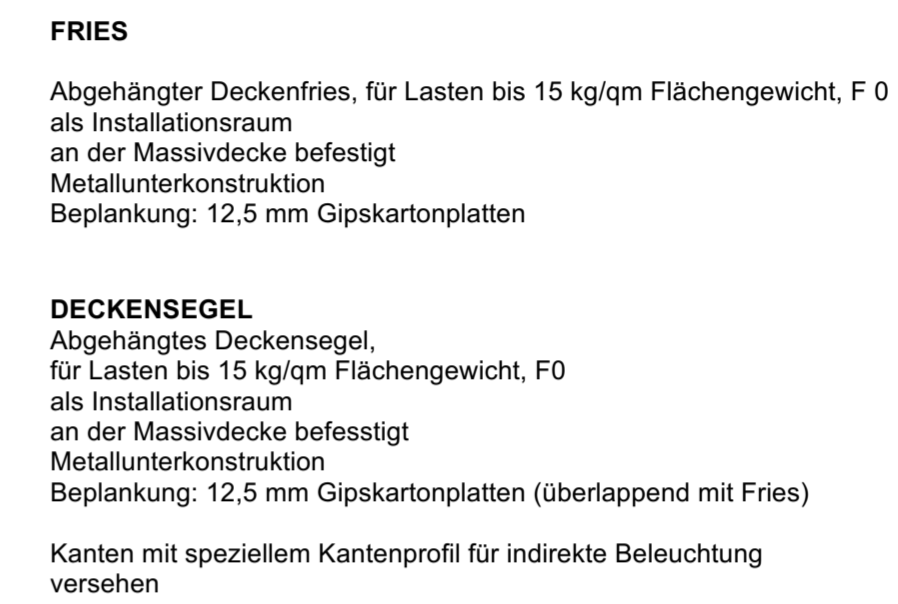 FRIES
Abgehängter Deckenfries, für Lasten bis 15 kg/qm Flächengewicht, F 0
als Installationsraum
an der Massivdecke befestigt
Metallunterkonstruktion
Beplankung: 12,5 mm Gipskartonplatten
DECKENSEGEL
Abgehängtes Deckensegel,
für Lasten bis 15 kg/qm Flächengewicht, F0
als Installationsraum
an der Massivdecke befesstigt
Metallunterkonstruktion
Beplankung: 12,5 mm Gipskartonplatten (überlappend mit Fries)
Kanten mit speziellem Kantenprofil für indirekte Beleuchtung
versehen